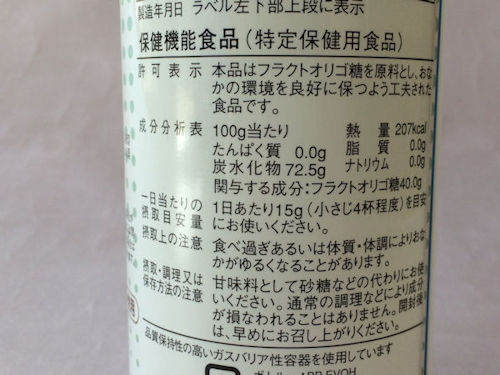 製造年月日 ラベル左下部上段に表示
保健機能食品(特定保健用食品)
許可表示 本品はフラクトオリゴ糖を原料とし、おな
かの環境を良好に保つよう工夫された
食品です。
成分分析表 100g当たり 熱量 207kcal
たんぱく質 0.0g 脂質 0.0g
炭水化物 72.5g ナトリウム 0.0g
関与する成分:フラクトオリゴ糖40.0g
一日当たりの摂取目安量 1日あたり15g(小さじ4杯程度)を目安
にお使いください。
摂取上の注意 食べ過ぎあるいは体質・体調によりおな
かがゆるくなることがあります。
摂取・調理又は保存方法の注意 甘味料として砂糖などの代わりにお使
いください。通常の調理などにより成分
が損なわれることはありません。開封後
は、早めにお召し上がりください。
品質保持性の高いガスバリア性容器を使用しています